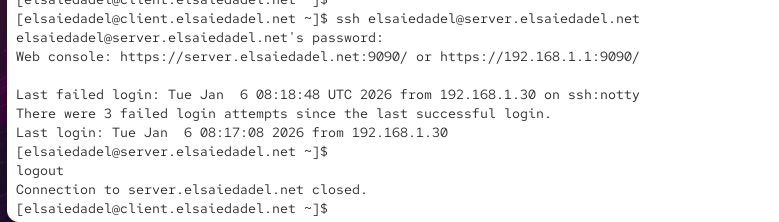 [elsaiedadel@client.elsaiedadel.net ~]$
[elsaiedadel@client.elsaiedadel.net ~]$ ssh elsaiedadel@server.elsaiedadel.net
elsaiedadel@server.elsaiedadel.net's password:
Web console: https://server.elsaiedadel.net:9090/ or https://192.168.1.1:9090/

Last failed login: Tue Jan  6 08:18:48 UTC 2026 from 192.168.1.30 on ssh:notty
There were 3 failed login attempts since the last successful login.
Last login: Tue Jan  6 08:17:08 2026 from 192.168.1.30
[elsaiedadel@server.elsaiedadel.net ~]$
logout
Connection to server.elsaiedadel.net closed.
[elsaiedadel@client.elsaiedadel.net ~]$